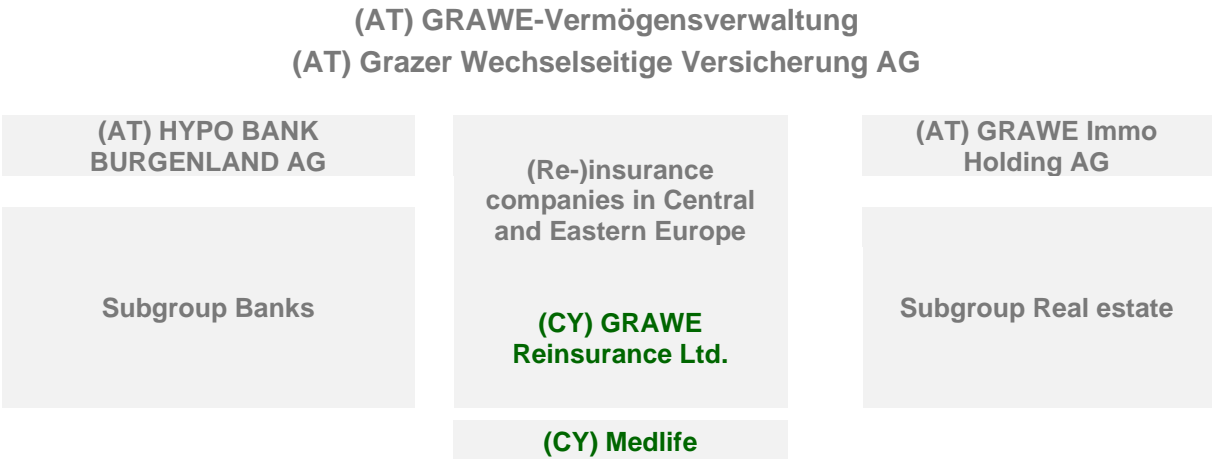 (AT) GRAWE-Vermögensverwaltung
(AT) Grazer Wechselseitige Versicherung AG
(AT) HYPO BANK
BURGENLAND AG
Subgroup Banks
(Re-)insurance
companies in Central
and Eastern Europe
(CY) GRAWE
Reinsurance Ltd.
(CY) Medlife
(AT) GRAWE Immo
Holding AG
Subgroup Real estate